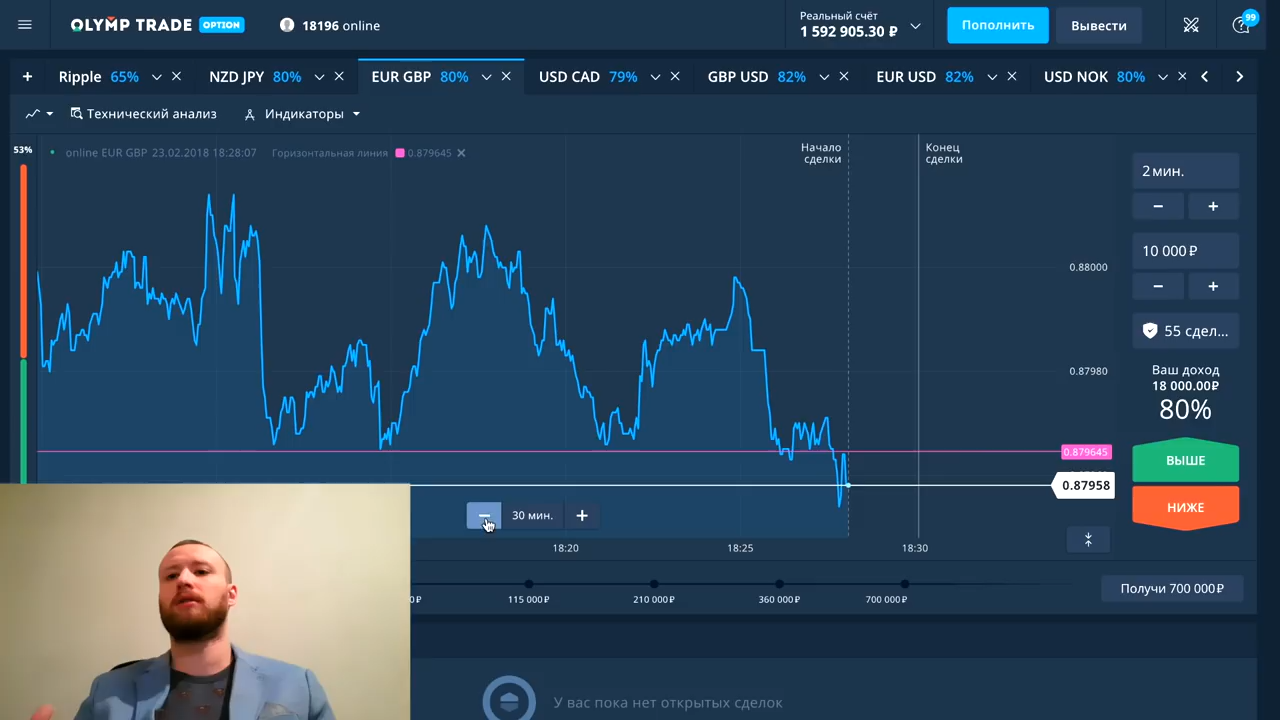 OLYMP TRADE OPTION
18196 online
Реальный счёт
1 592 905.30 ₽
Пополнить
Вывести
99
Ripple 65%
NZD JPY 80%
EUR GBP 80%
USD CAD 79%
GBP USD 82%
EUR USD 82%
USD NOK 80%
Технический анализ
Индикаторы
53%
online EUR GBP 23.02.2018 18:28:07
Горизонтальная линия 0.879645
Начало
сделки
Конец
сделки
2 мин.
− +
10 000 ₽
− +
0.88000
55 сдел...
0.87980
Ваш доход
18 000.00₽
80%
0.879645
ВЫШЕ
0.87958
НИЖЕ
− 30 мин. +
18:20
18:25
18:30
0₽
115 000₽
210 000₽
360 000₽
700 000₽
Получи 700 000₽
У вас пока нет открытых сделок